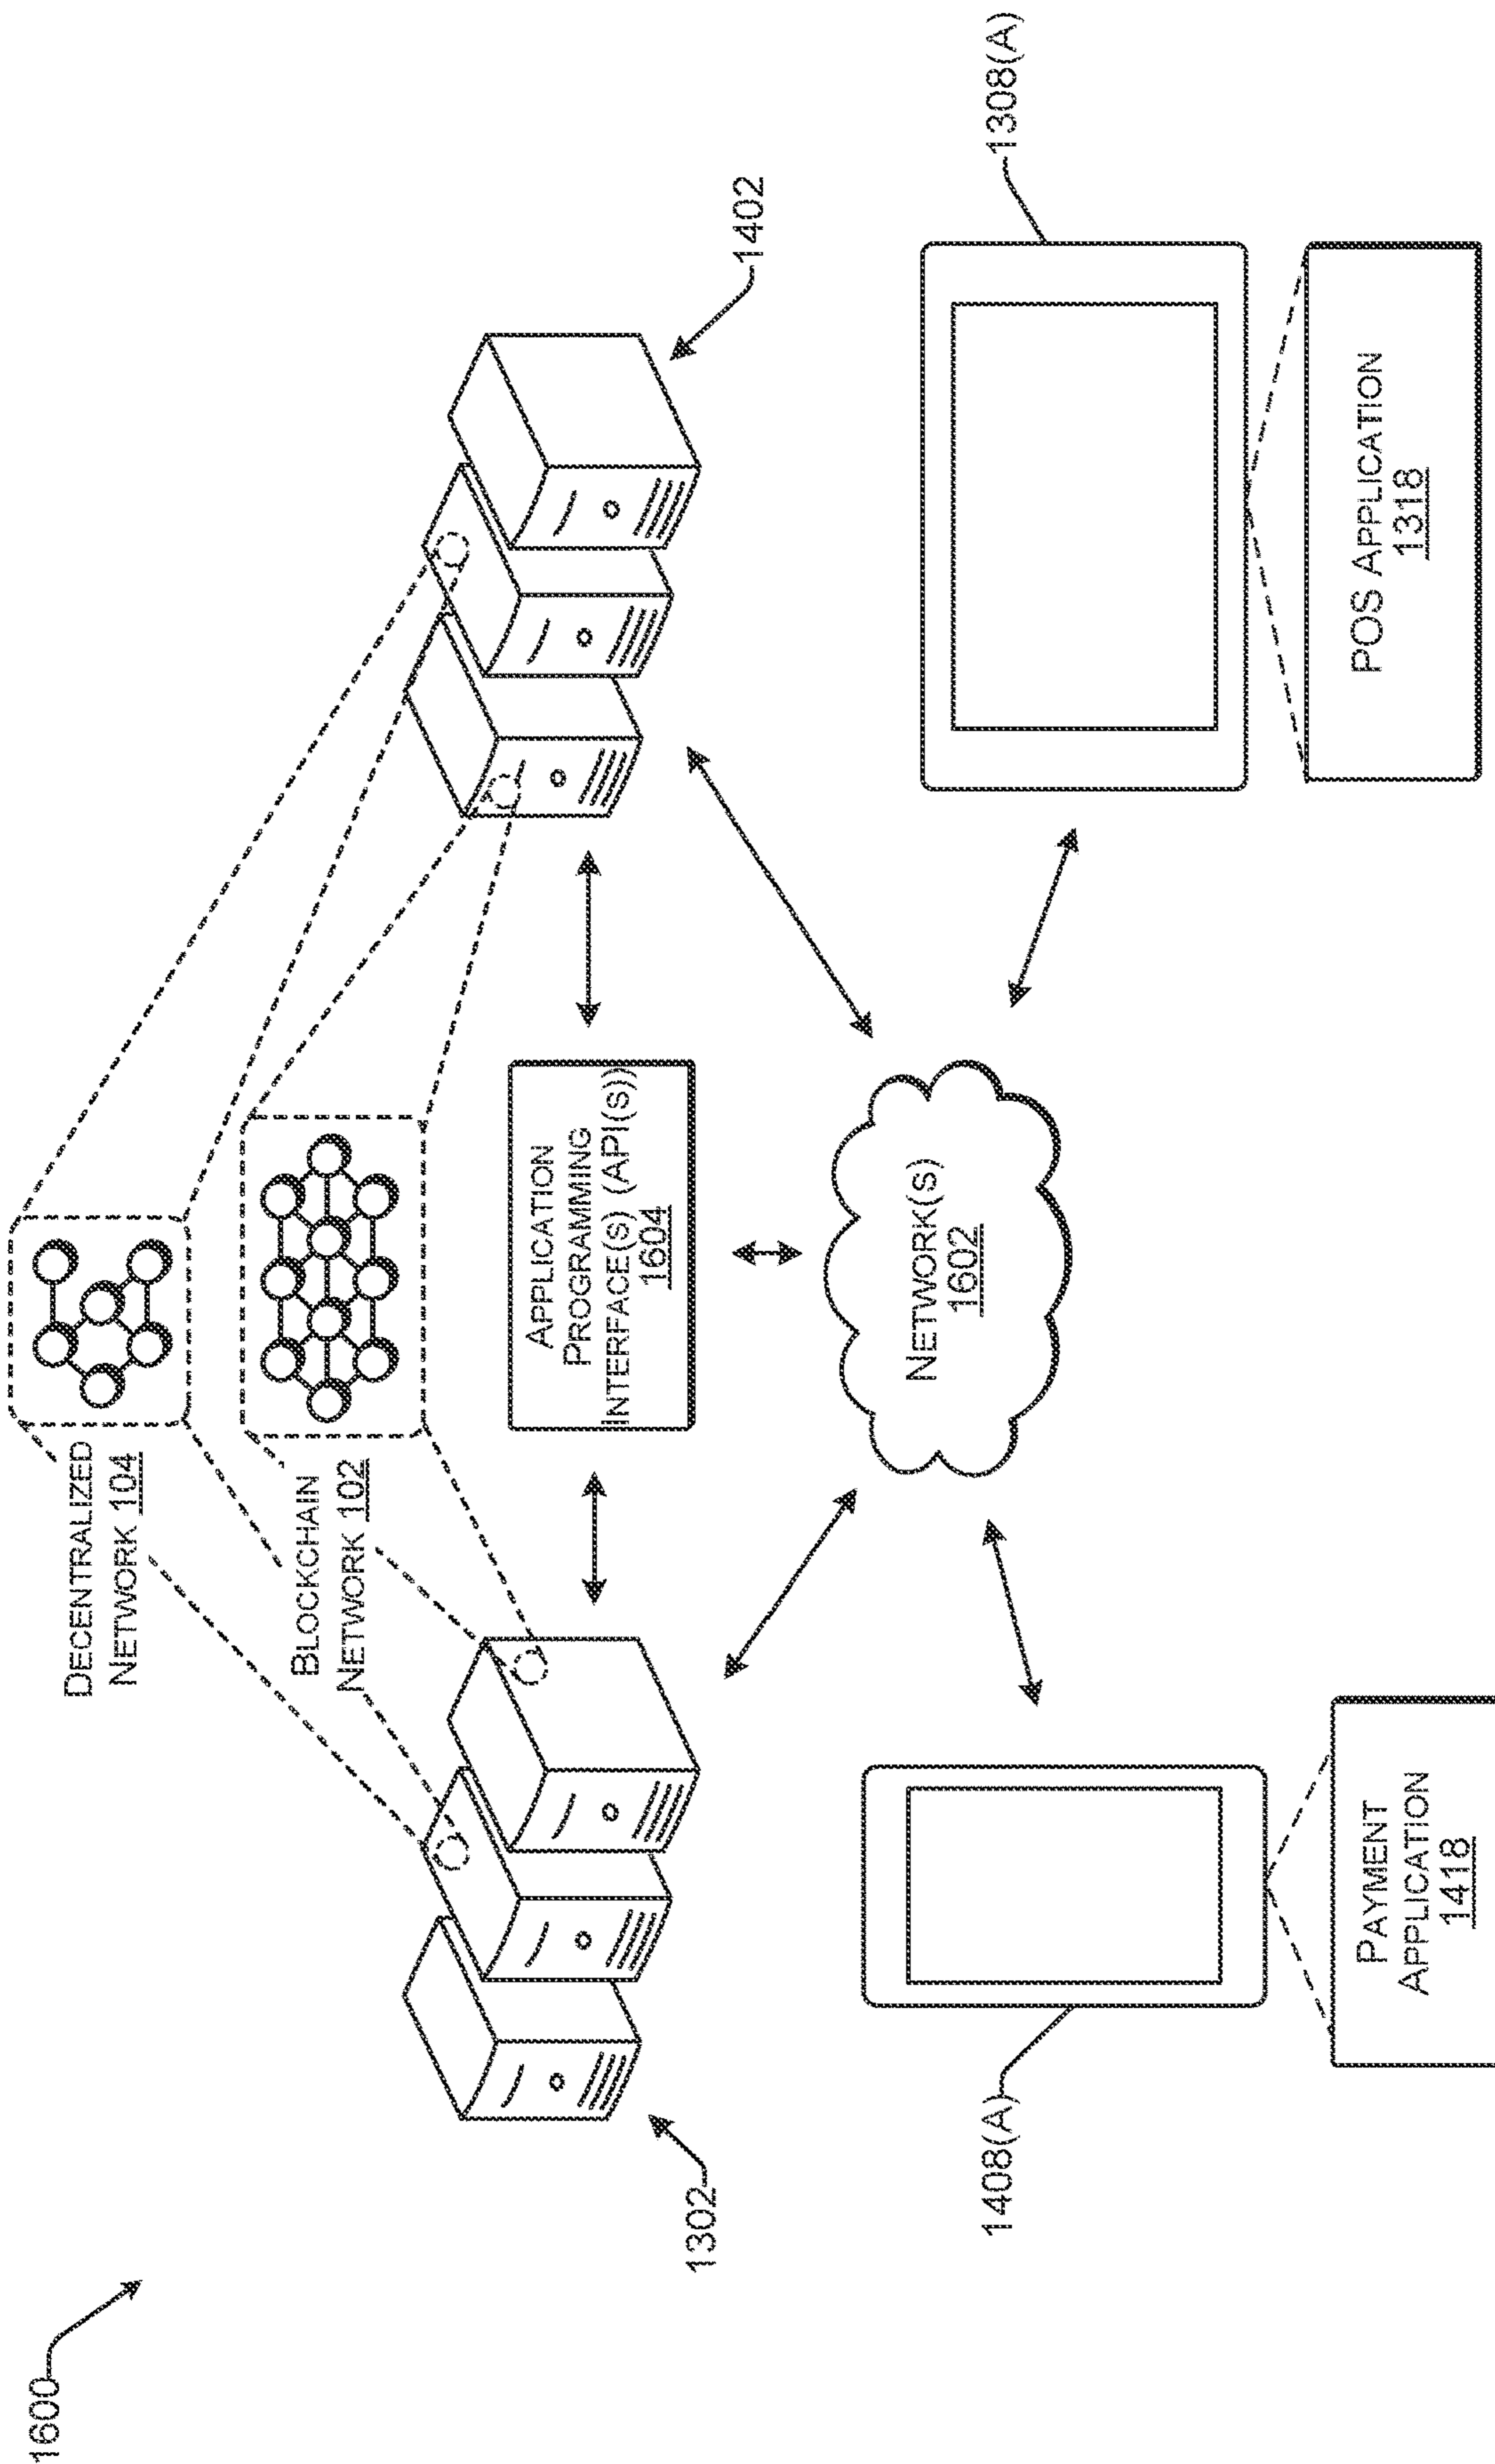 1600
DECENTRALIZED
NETWORK 104
BLOCKCHAIN
NETWORK 102
1302
1402
APPLICATION
PROGRAMMING
INTERFACE(S) (API(S))
1604
NETWORK(S)
1602
1408(A)
1308(A)
PAYMENT
APPLICATION
1418
POS APPLICATION
1318